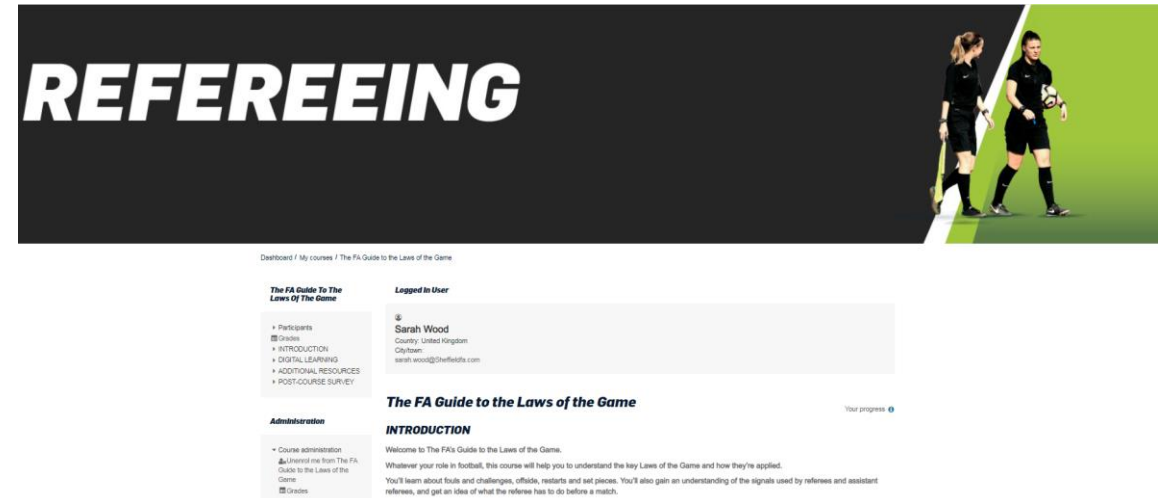 REFEREEING
Dashboard / My courses / The FA Guide to the Laws of the Game
The FA Guide To The
Laws Of The Game
Participants
Grades
INTRODUCTION
DIGITAL LEARNING
ADDITIONAL RESOURCES
POST-COURSE SURVEY
Administration
Course administration
Unenrol me from The FA
Guide to the Laws of the
Game
Grades
Logged In User
Sarah Wood
Country: United Kingdom
City/town:
sarah.wood@Sheffieldfa.com
The FA Guide to the Laws of the Game
Your progress
INTRODUCTION
Welcome to The FA's Guide to the Laws of the Game.
Whatever your role in football, this course will help you to understand the key Laws of the Game and how they're applied.
You'll learn about fouls and challenges, offside, restarts and set pieces. You'll also gain an understanding of the signals used by referees and assistant
referees, and get an idea of what the referee has to do before a match.